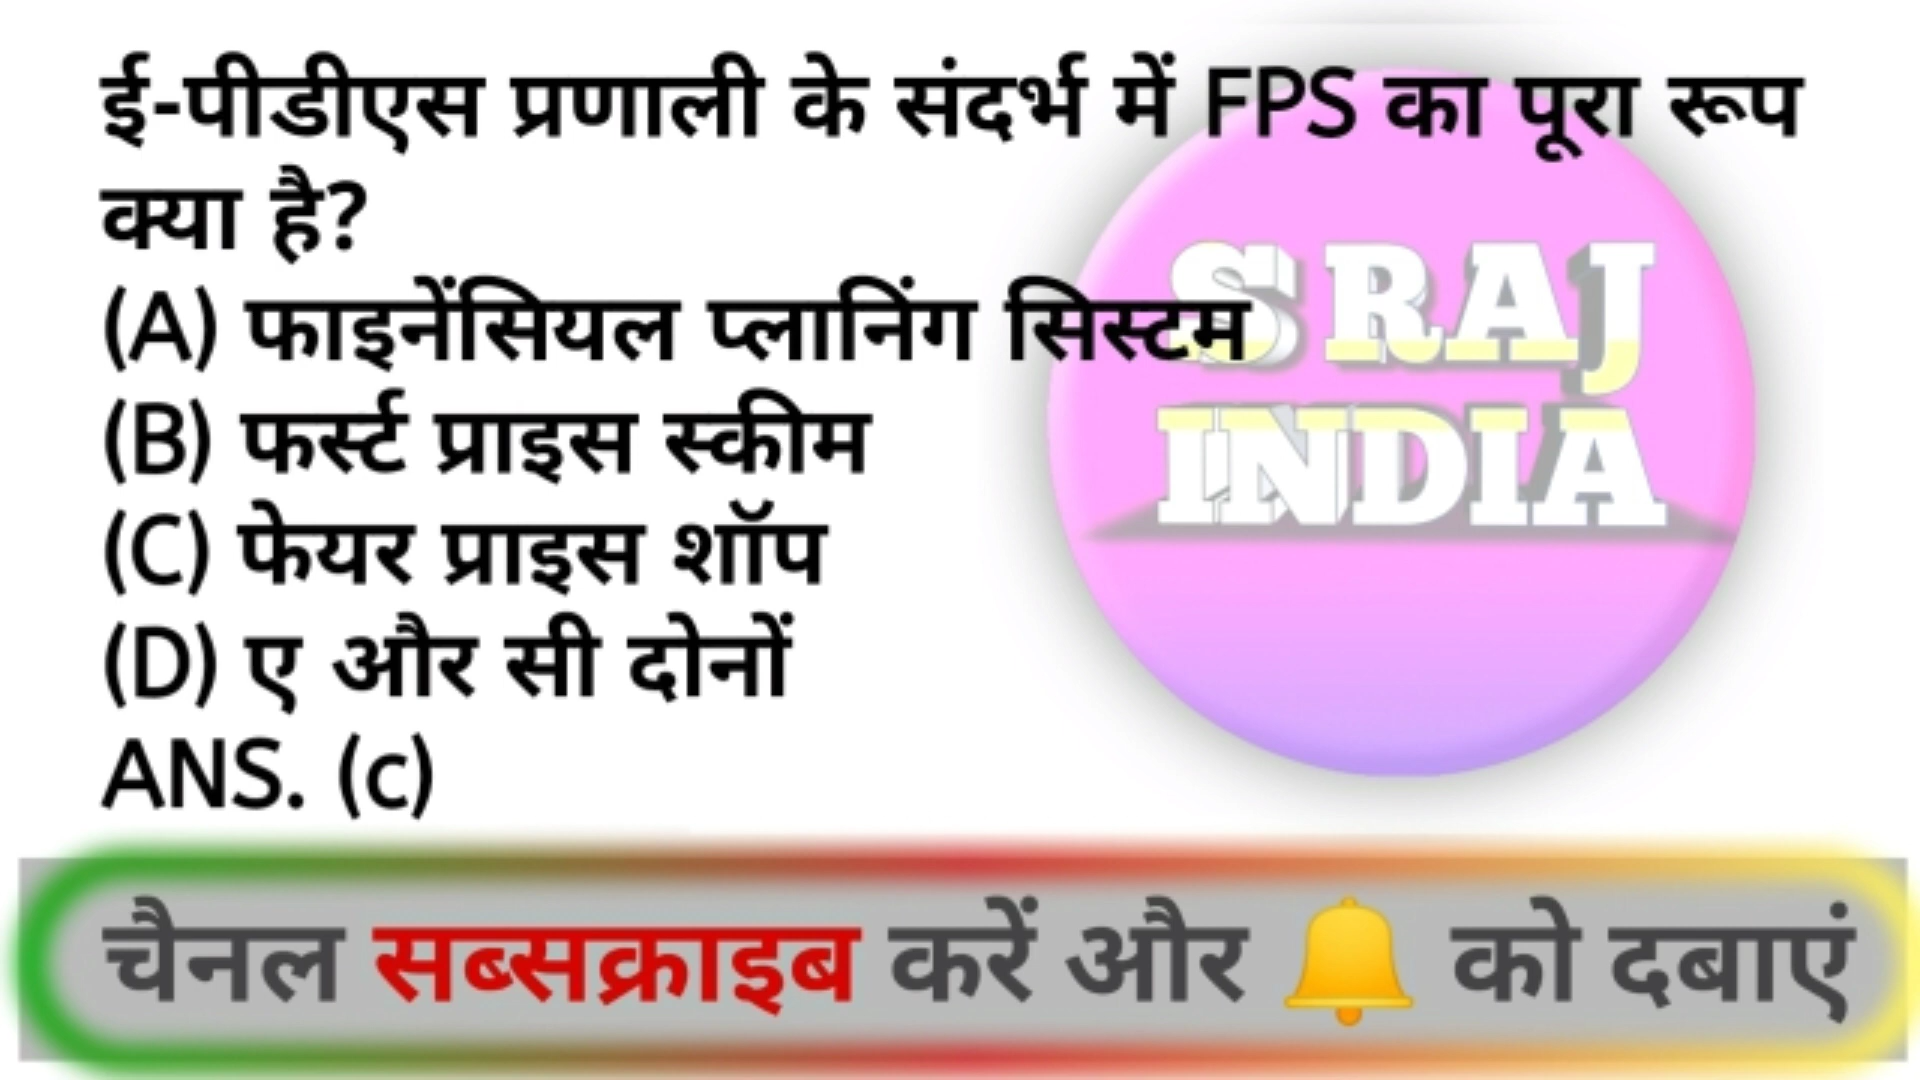 ई-पीडीएस प्रणाली के संदर्भ में FPS का पूरा रूप
क्या है?
(A) फाइनेंसियल प्लानिंग सिस्टम
(B) फर्स्ट प्राइस स्कीम
(C) फेयर प्राइस शॉप
(D) ए और सी दोनों
ANS. (c)
S RAJ
INDIA
चैनल सब्सक्राइब करें और 🔔 को दबाएं